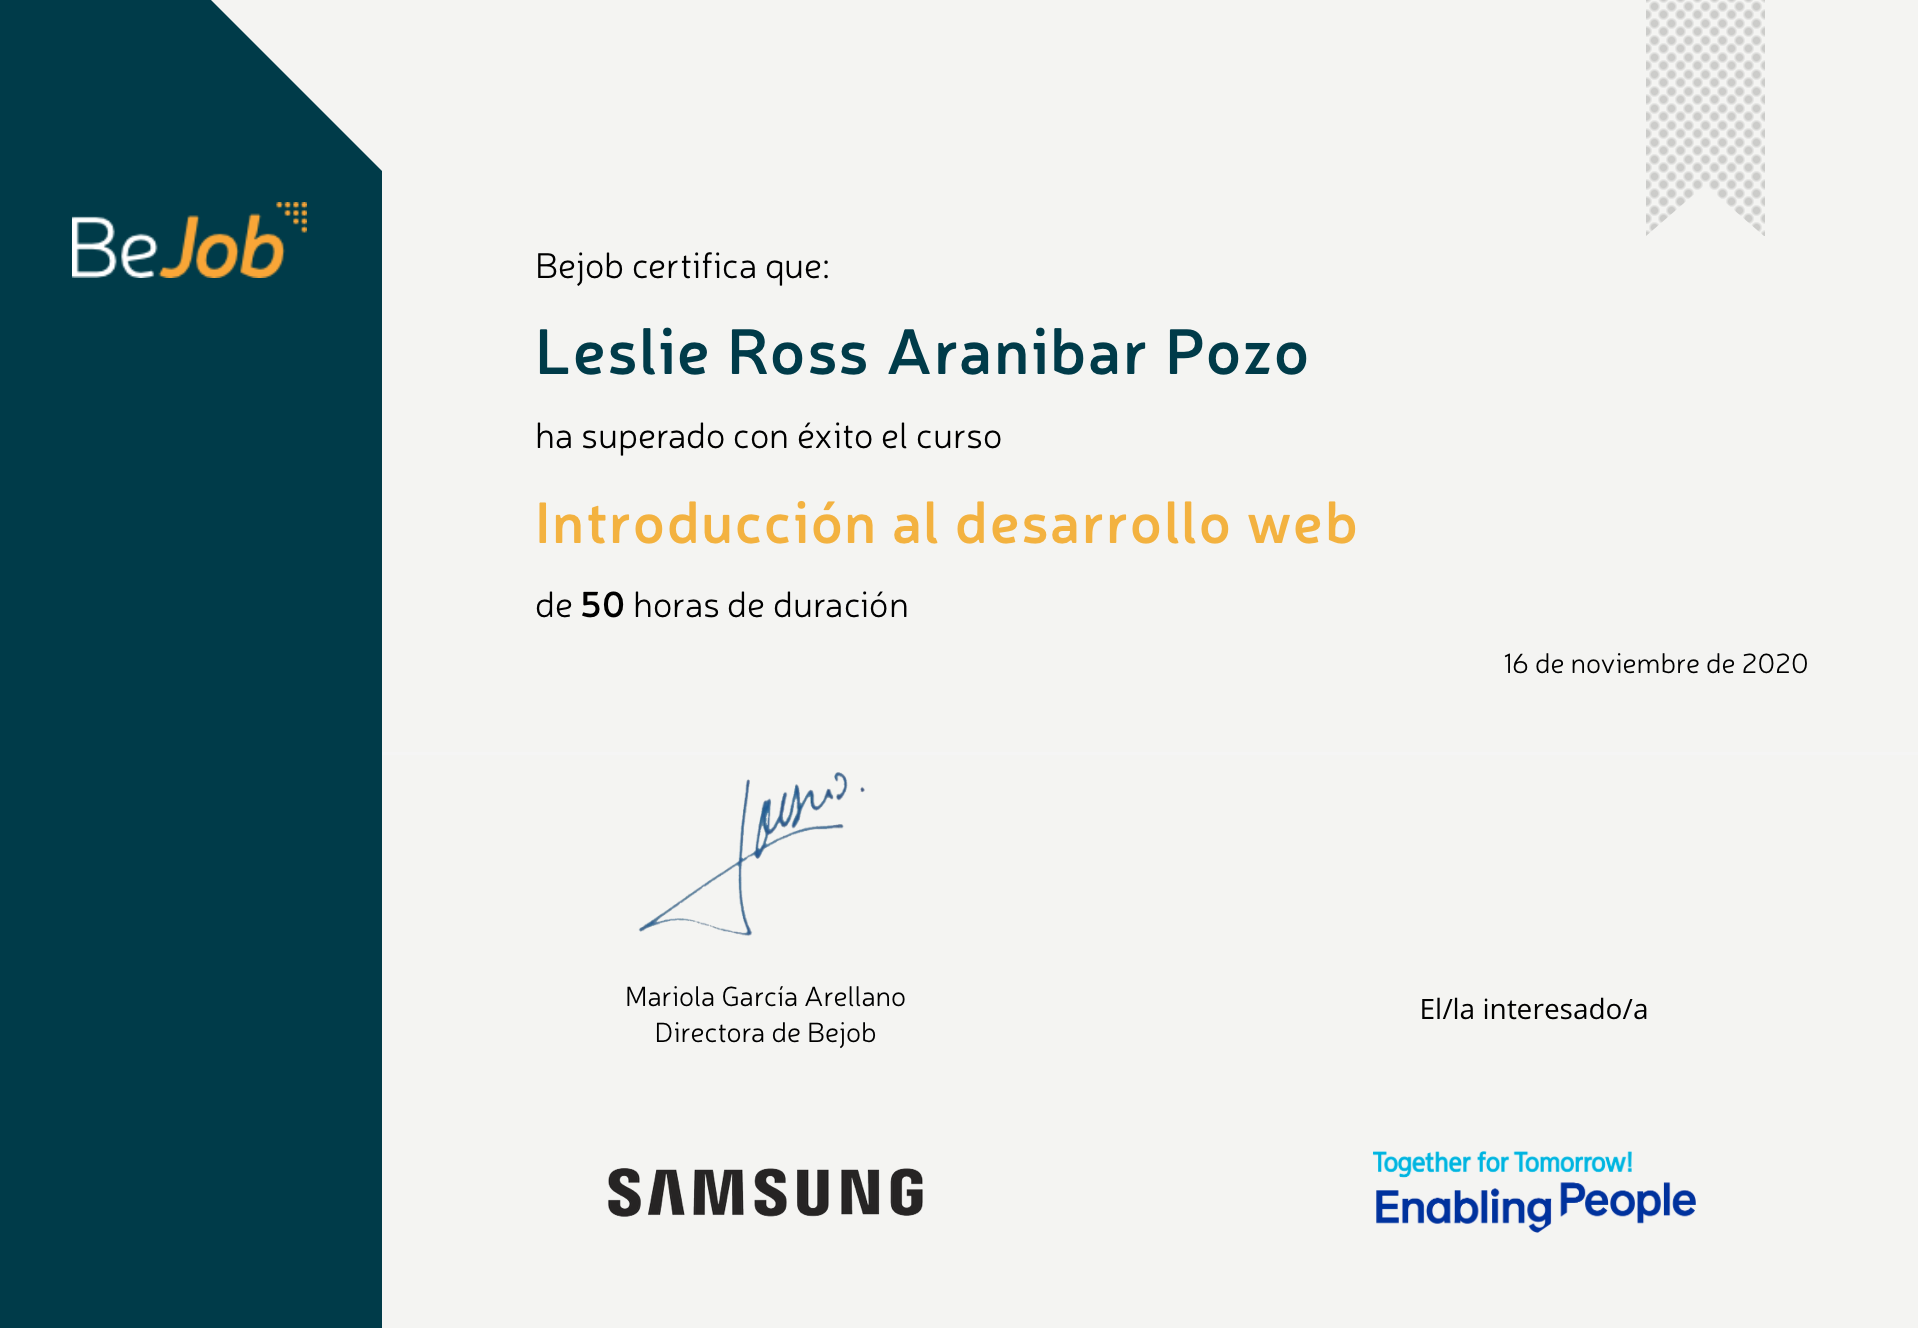 BeJob
Bejob certifica que:
Leslie Ross Aranibar Pozo
ha superado con éxito el curso
Introducción al desarrollo web
de 50 horas de duración
16 de noviembre de 2020
Mariola García Arellano
Directora de Bejob
El/la interesado/a
SAMSUNG
Together for Tomorrow!
Enabling People